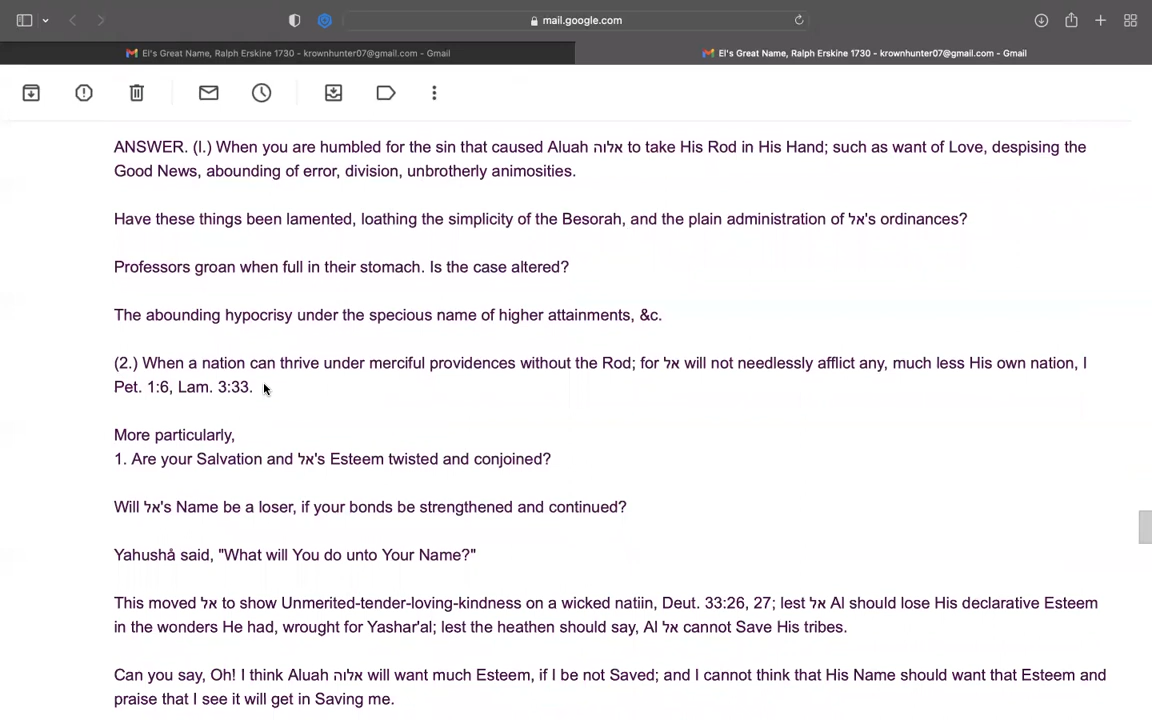 mail.google.com
El's Great Name, Ralph Erskine 1730 - krownhunter07@gmail.com - Gmail
El's Great Name, Ralph Erskine 1730 - krownhunter07@gmail.com - Gmail
ANSWER. (I.) When you are humbled for the sin that caused Aluah אלוה to take His Rod in His Hand; such as want of Love, despising the
Good News, abounding of error, division, unbrotherly animosities.
Have these things been lamented, loathing the simplicity of the Besorah, and the plain administration of אל's ordinances?
Professors groan when full in their stomach. Is the case altered?
The abounding hypocrisy under the specious name of higher attainments, &c.
(2.) When a nation can thrive under merciful providences without the Rod; for אל will not needlessly afflict any, much less His own nation, I
Pet. 1:6, Lam. 3:33.
More particularly,
1. Are your Salvation and אל's Esteem twisted and conjoined?
Will אל's Name be a loser, if your bonds be strengthened and continued?
Yahushå said, "What will You do unto Your Name?"
This moved אל to show Unmerited-tender-loving-kindness on a wicked natiin, Deut. 33:26, 27; lest אל Al should lose His declarative Esteem
in the wonders He had, wrought for Yashar'al; lest the heathen should say, Al אל cannot Save His tribes.
Can you say, Oh! I think Aluah אלוה will want much Esteem, if I be not Saved; and I cannot think that His Name should want that Esteem and
praise that I see it will get in Saving me.